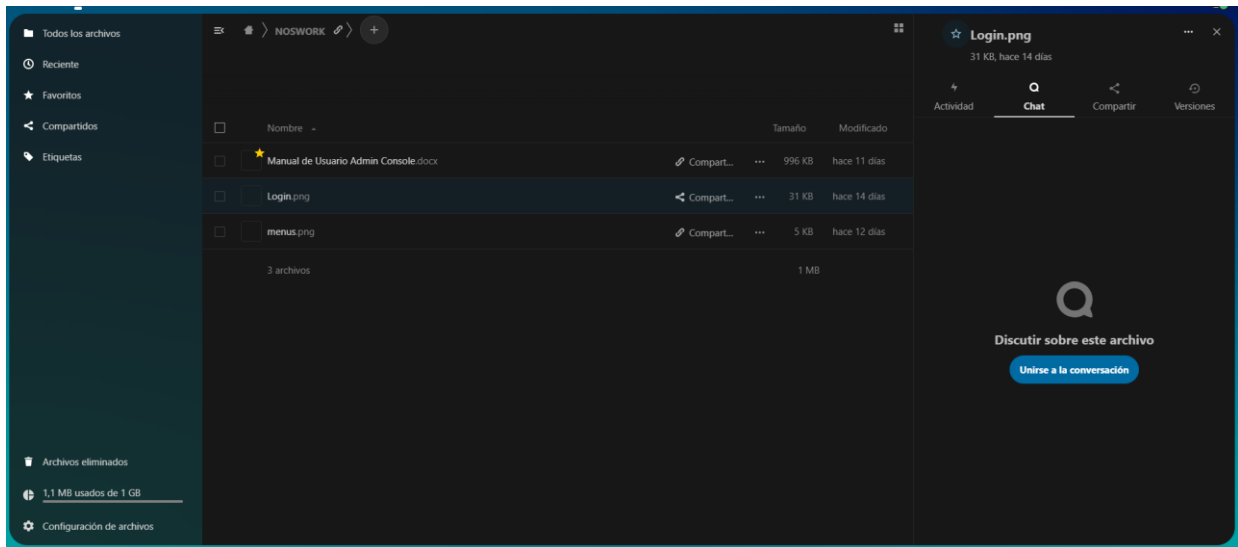 Todos los archivos
Reciente
Favoritos
Compartidos
Etiquetas
Archivos eliminados
1,1 MB usados de 1 GB
Configuración de archivos
NOSWORK
Nombre Tamaño Modificado
Manual de Usuario Admin Console.docx Compart... 996 KB hace 11 días
Login.png Compart... 31 KB hace 14 días
menus.png Compart... 5 KB hace 12 días
3 archivos 1 MB
Login.png
31 KB, hace 14 días
Actividad Chat Compartir Versiones
Discutir sobre este archivo
Unirse a la conversación